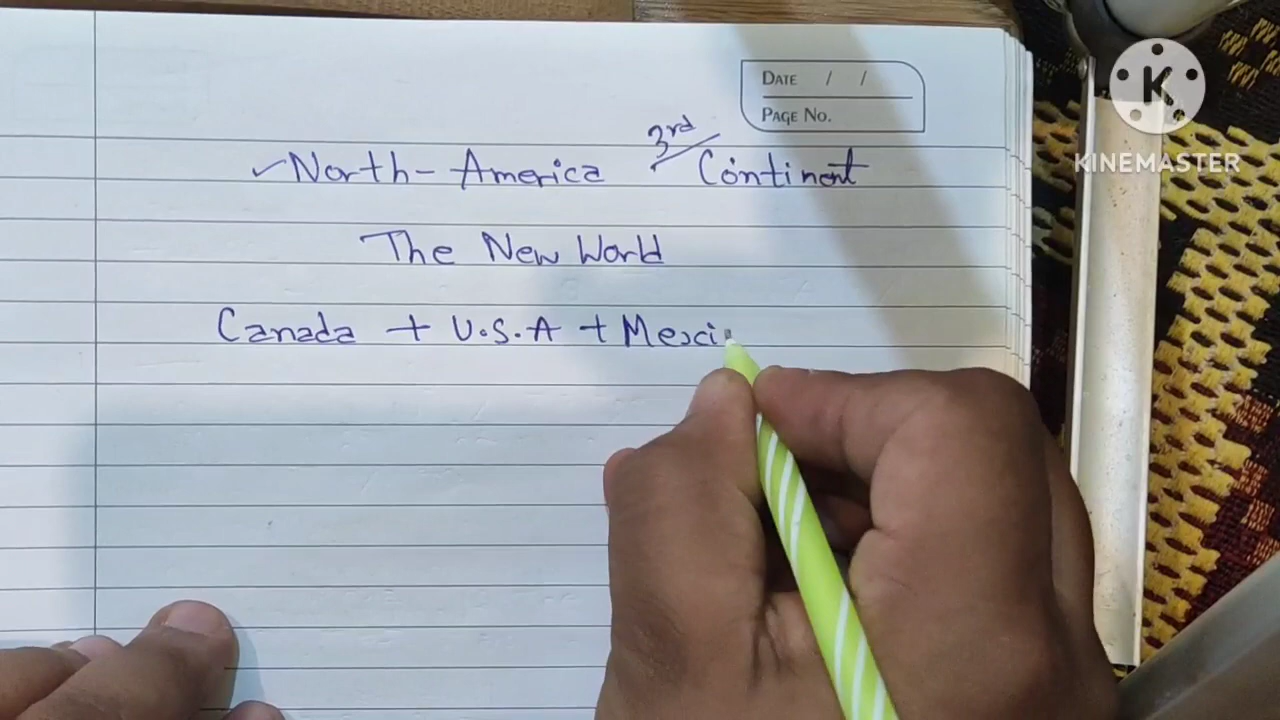 DATE / /
PAGE NO.
North-America 3rd Continent
The New World
Canada + U.S.A + Mexi
KINEMASTER